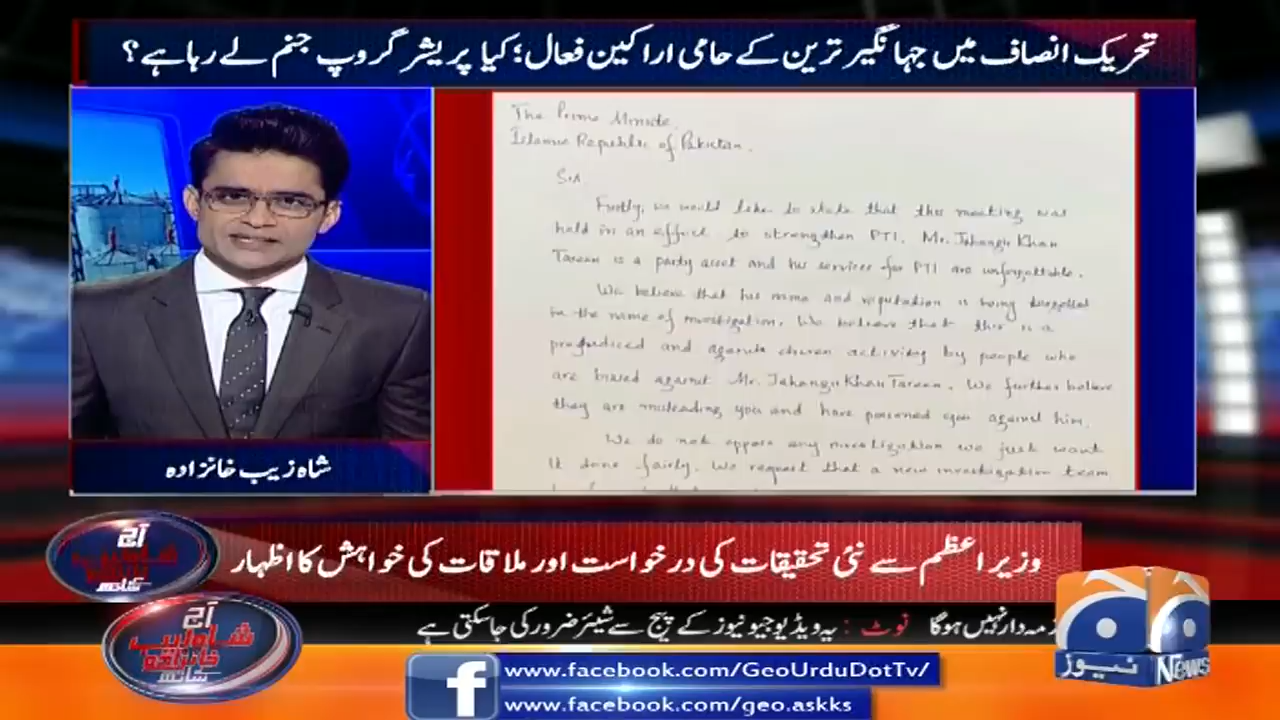 تحریک انصاف میں جہانگیر ترین کے حامی اراکین فعال؛ کیا پریشر گروپ جنم لے رہا ہے؟
The Prime Minister.
Islamic Republic of Pakistan.
Sir
Firstly, we would like to state that this meeting was
held in an effort to strengthen PTI. Mr. Jahangir Khan
Tareen is a party asset and his services for PTI are unforgettable.
We believe that his name and reputation is being
in the name of investigation. We believe that this is a
prejudiced and agenda driven activity by people who
are biased against Mr. Jahangir Khan Tareen. We further believe
they are misleading you and have poisoned you against him.
We do not oppose any investigation we just want
it done fairly. We request that a new investigation team
شاہ زیب خانزادہ
وزیر اعظم سے نئی تحقیقات کی درخواست اور ملاقات کی خواہش کا اظہار
آج
آج
شاہزیب
خانزادہ
کیساتھ
ذمہ دار نہیں ہوگا نوٹ : یہ ویڈیو جیو نیوز کے پیج سے شیئر ضرور کی جاسکتی ہے
www.facebook.com/GeoUrduDotTv/
www.facebook.com/geo.askks
جیو
نیوز News